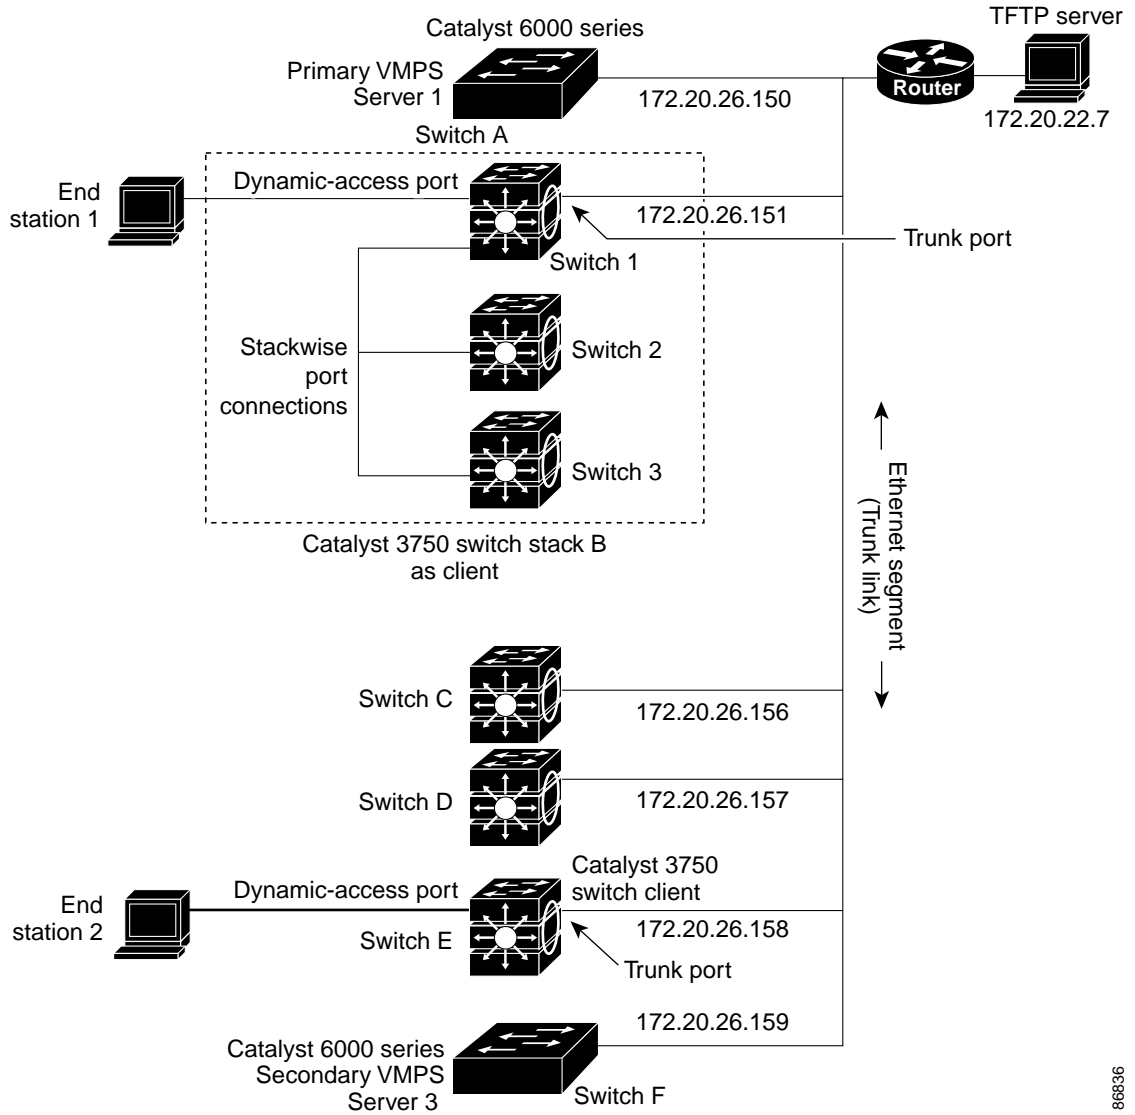 TFTP server
Catalyst 6000 series
Primary VMPS
Server 1
172.20.26.150
Router
172.20.22.7
Switch A
End
station 1
Dynamic-access port
172.20.26.151
Trunk port
Switch 1
Stackwise
port
connections
Switch 2
Switch 3
Catalyst 3750 switch stack B
as client
Ethernet segment
(Trunk link)
Switch C
172.20.26.156
Switch D
172.20.26.157
Catalyst 3750
switch client
End
station 2
Dynamic-access port
Switch E
172.20.26.158
Trunk port
172.20.26.159
Catalyst 6000 series
Secondary VMPS
Server 3
Switch F
86836